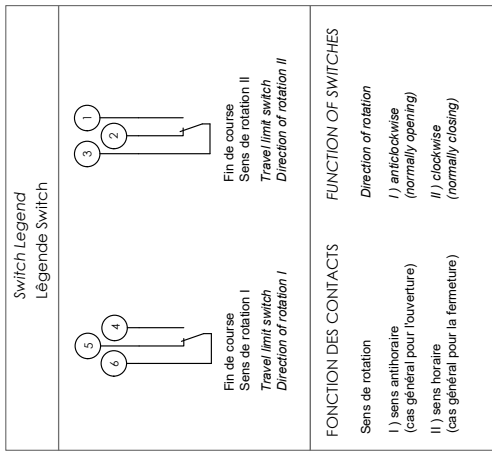 Switch Legend
Légende Switch
6
5
4
Fin de course
Sens de rotation I
Travel limit switch
Direction of rotation I
3
2
1
Fin de course
Sens de rotation II
Travel limit switch
Direction of rotation II
FONCTION DES CONTACTS
Sens de rotation
I ) sens antihoraire
(cas général pour l'ouverture)
II ) sens horaire
(cas général pour la fermeture)
FUNCTION OF SWITCHES
Direction of rotation
I ) anticlockwise
(normally opening)
II ) clockwise
(normally closing)